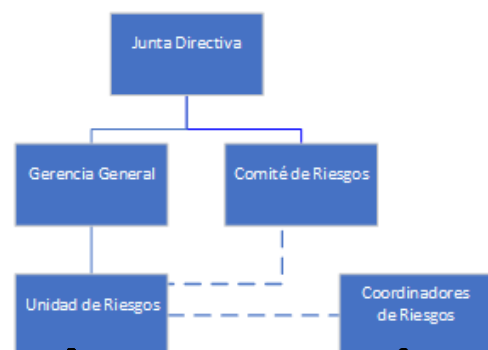 Junta Directiva
Gerencia General
Comité de Riesgos
Unidad de Riesgos
Coordinadores
de Riesgos